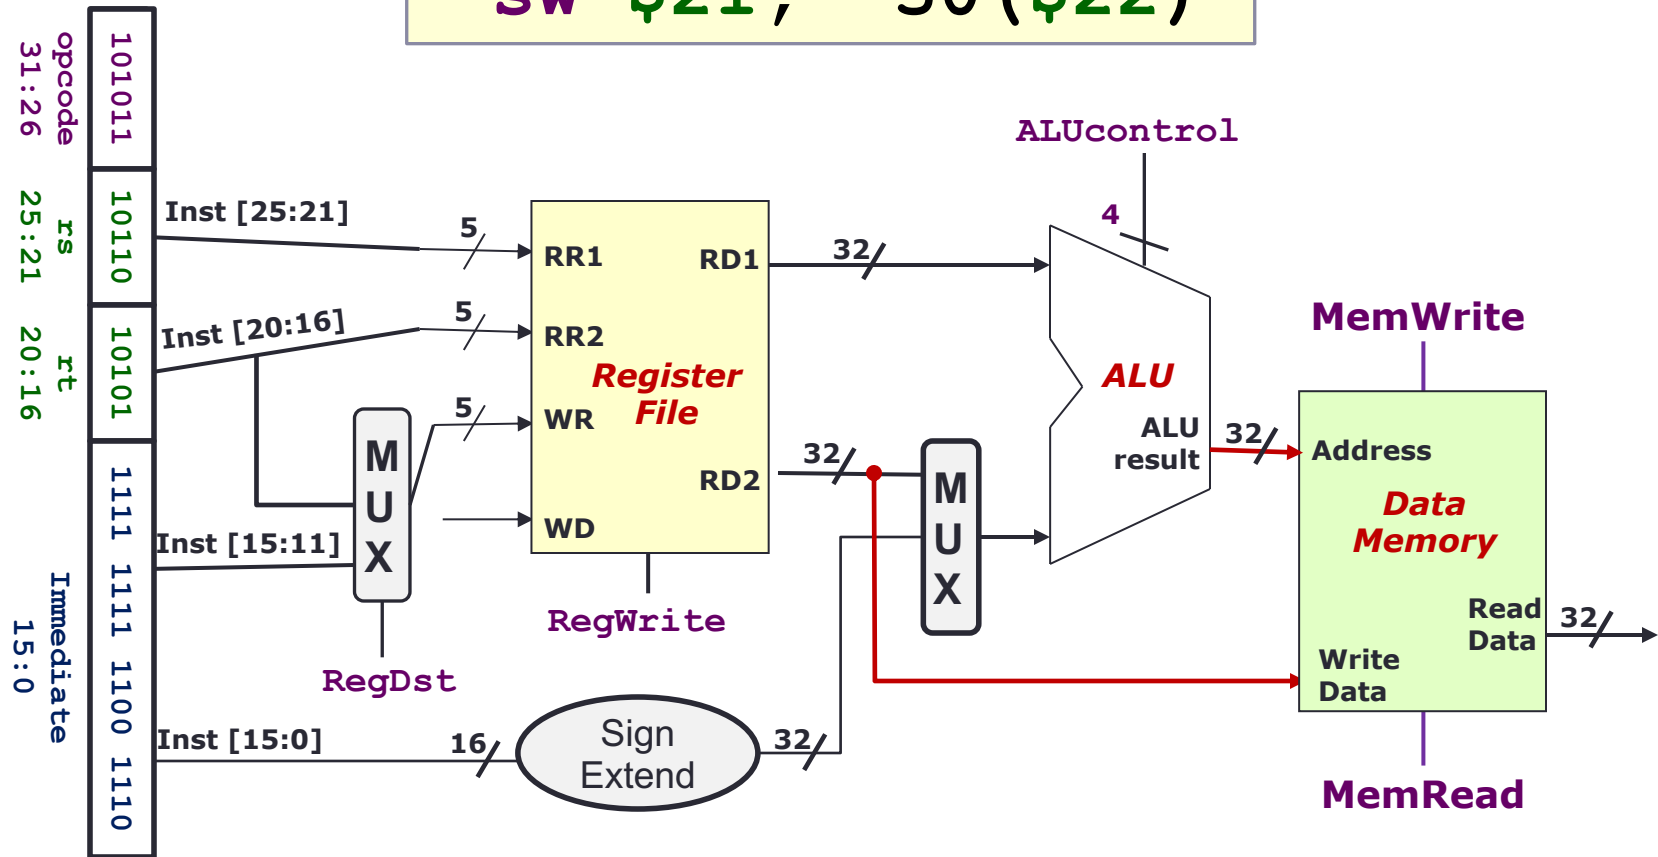 sw $21, 50($22)
opcode
31:26
101011
rs
25:21
10110
rt
20:16
10101
Immediate
15:0
1111 1111 1100 1110
Inst [25:21]
5
Inst [20:16]
5
5
Inst [15:11]
Inst [15:0]
16
M
U
X
RegDst
RR1
RR2
WR
WD
RD1
RD2
Register
File
RegWrite
Sign
Extend
32
32
32
M
U
X
ALUcontrol
4
ALU
ALU
result
32
MemWrite
Address
Data
Memory
Read
Data
32
Write
Data
MemRead